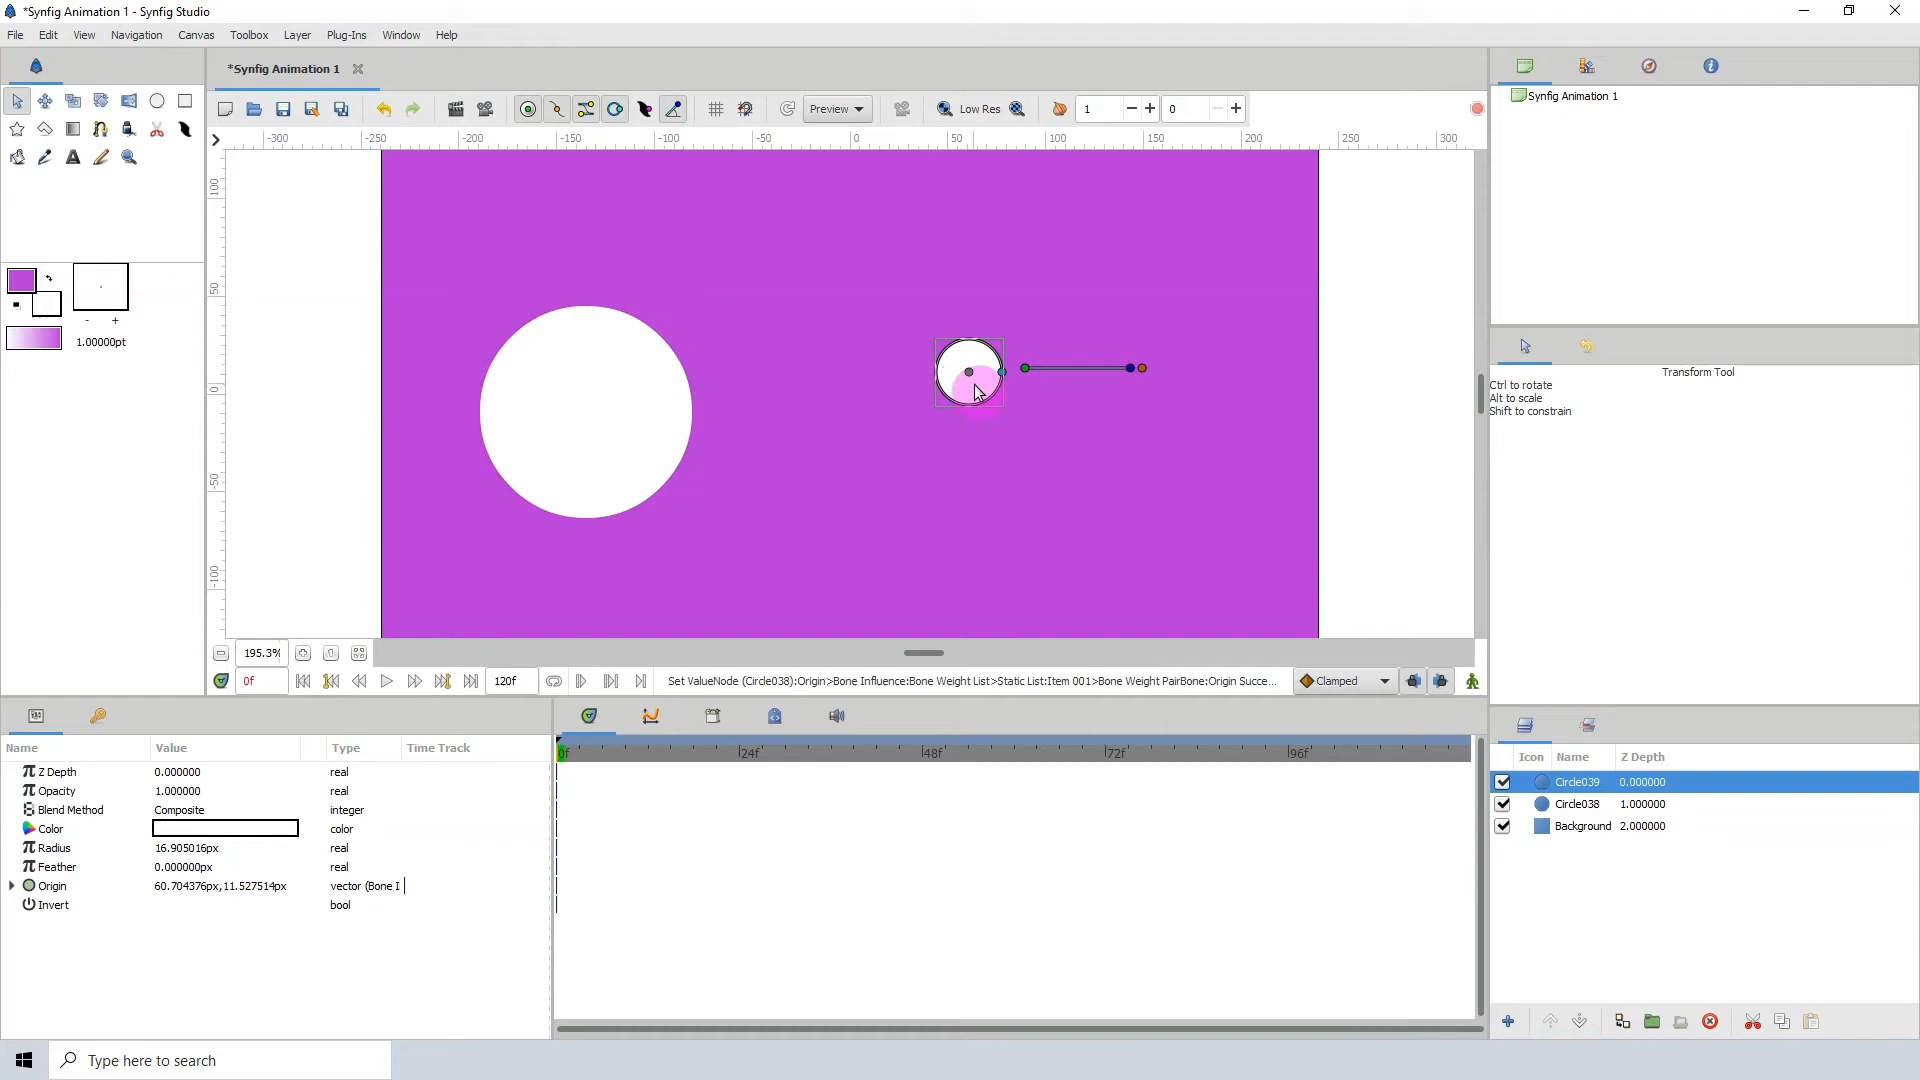 *Synfig Animation 1 - Synfig Studio
File Edit View Navigation Canvas Toolbox Layer Plug-Ins Window Help
*Synfig Animation 1
Preview Low Res 1 0
-300 -250 -200 -150 -100 -50 0 50 100 150 200 250 300
100
50
0
-50
-100
1.00000pt
195.3%
0f 120f Set ValueNode (Circle038):Origin>Bone Influence:Bone Weight List>Static List:Item 001>Bone Weight PairBone:Origin Succe... Clamped
Name Value Type Time Track
Z Depth 0.000000 real
Opacity 1.000000 real
Blend Method Composite integer
Color color
Radius 16.905016px real
Feather 0.000000px real
Origin 60.704376px,11.527514px vector (Bone I
Invert bool
0f 24f 48f 72f 96f
Synfig Animation 1
Transform Tool
Ctrl to rotate
Alt to scale
Shift to constrain
Icon Name Z Depth
Circle039 0.000000
Circle038 1.000000
Background 2.000000
Type here to search